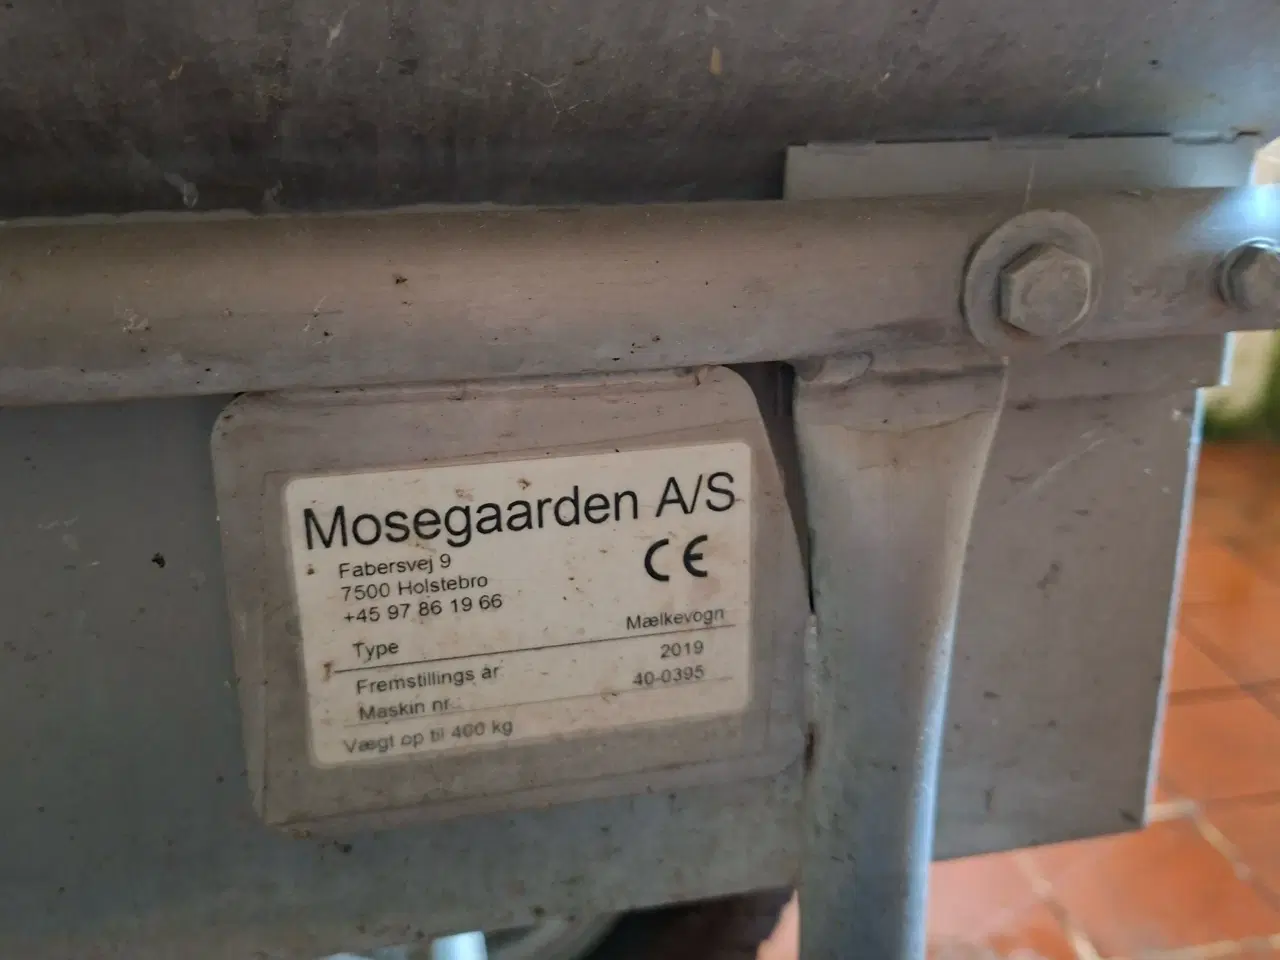 Mosegaarden A/S
Fabersvej 9
7500 Holstebro
+45 97 86 19 66
CE
Type Mælkevogn
Fremstillings år 2019
Maskin nr. 40-0395
Vægt op til 400 kg